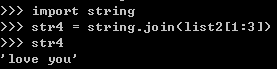 >>> import string
>>> str4 = string.join(list2[1:3])
>>> str4
'love you'